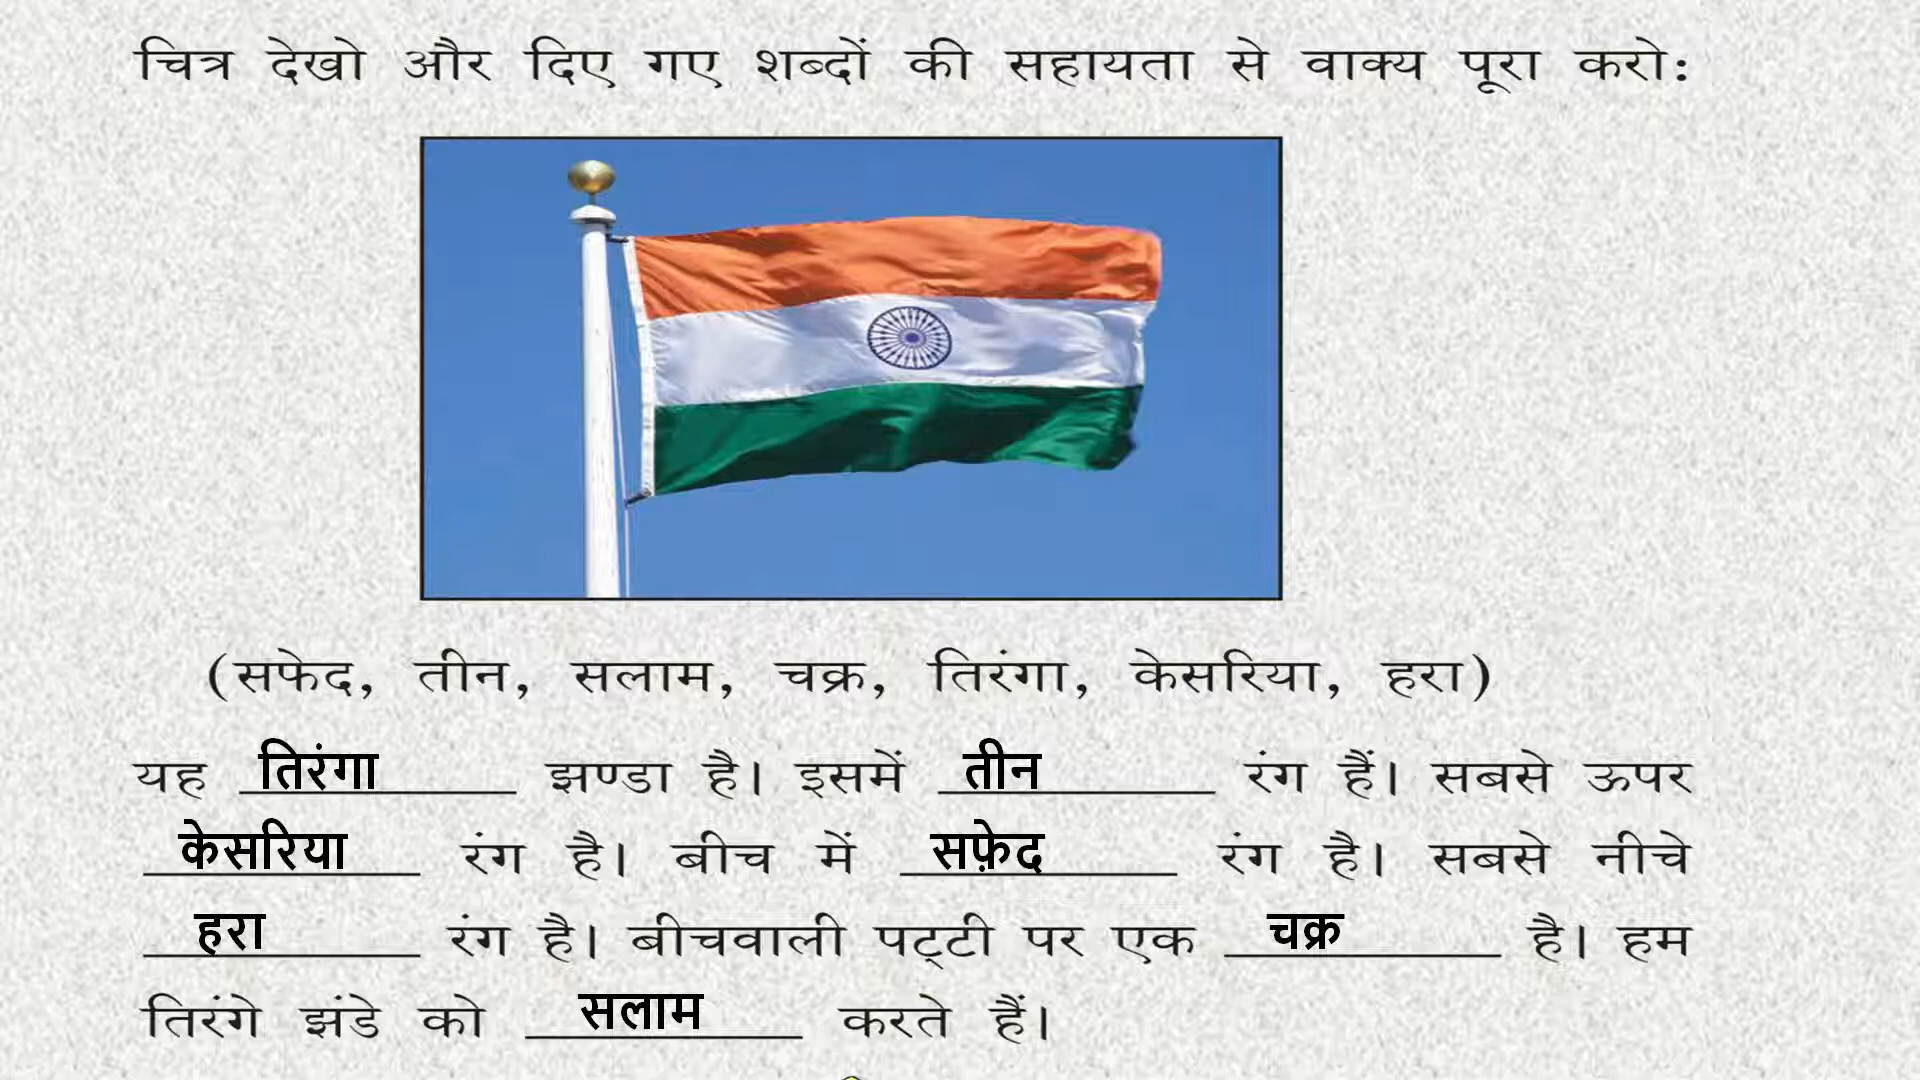 चित्र देखो और दिए गए शब्दों की सहायता से वाक्य पूरा करो:
(सफेद, तीन, सलाम, चक्र, तिरंगा, केसरिया, हरा)
यह तिरंगा झण्डा है। इसमें तीन रंग हैं। सबसे ऊपर
केसरिया रंग है। बीच में सफ़ेद रंग है। सबसे नीचे
हरा रंग है। बीचवाली पट्टी पर एक चक्र है। हम
तिरंगे झंडे को सलाम करते हैं।